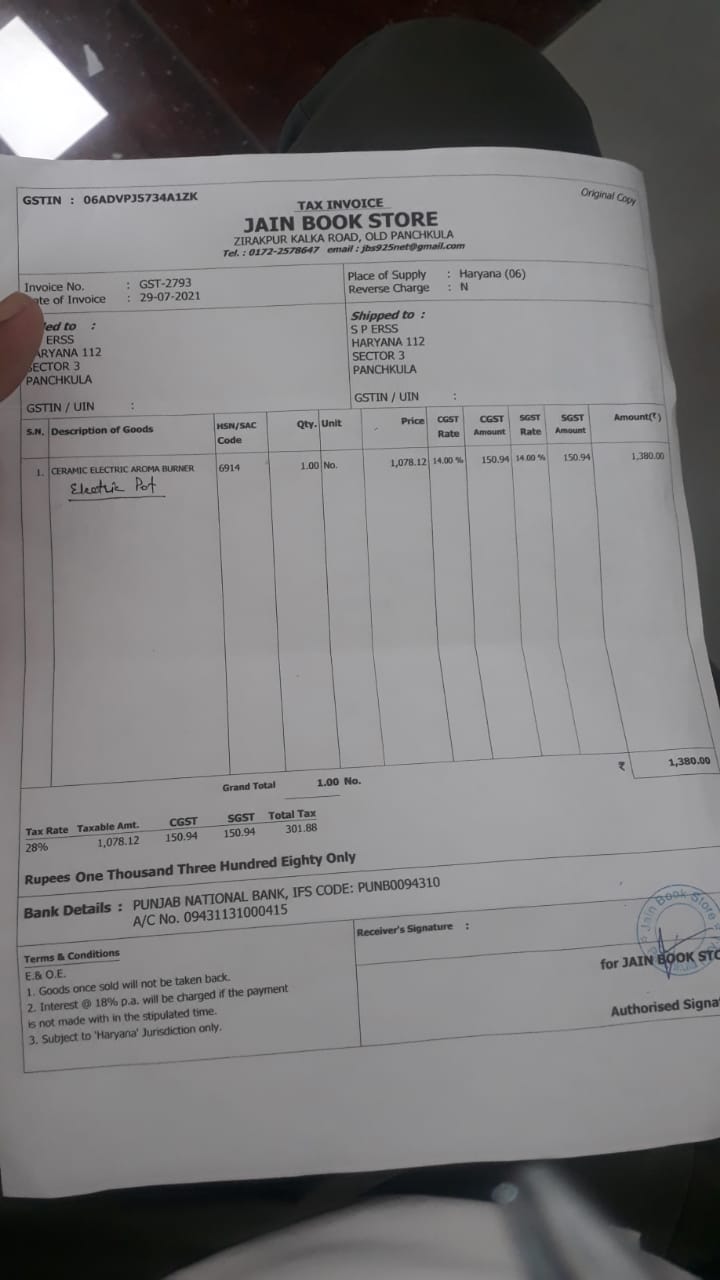 GSTIN : 06ADVPJ5734A1ZK
Original Copy
TAX INVOICE
JAIN BOOK STORE
ZIRAKPUR KALKA ROAD, OLD PANCHKULA
Tel. : 0172-2578647 email : jbs925net@gmail.com
Invoice No. : GST-2793
ate of Invoice : 29-07-2021
Place of Supply : Haryana (06)
Reverse Charge : N
led to :
ERSS
ARYANA 112
SECTOR 3
PANCHKULA
GSTIN / UIN :
Shipped to :
S P ERSS
HARYANA 112
SECTOR 3
PANCHKULA
GSTIN / UIN :
S.N. Description of Goods HSN/SAC Code Qty. Unit Price CGST Rate CGST Amount SGST Rate SGST Amount Amount(₹)
1. CERAMIC ELECTRIC AROMA BURNER 6914 1.00 No. 1,078.12 14.00 % 150.94 14.00 % 150.94 1,380.00
Electric Pot
Grand Total 1.00 No. ₹ 1,380.00
Tax Rate Taxable Amt. CGST SGST Total Tax
28% 1,078.12 150.94 150.94 301.88
Rupees One Thousand Three Hundred Eighty Only
Bank Details : PUNJAB NATIONAL BANK, IFS CODE: PUNB0094310
A/C No. 09431131000415
Terms & Conditions
E.& O.E.
1. Goods once sold will not be taken back.
2. Interest @ 18% p.a. will be charged if the payment
is not made with in the stipulated time.
3. Subject to 'Haryana' Jurisdiction only.
Receiver's Signature :
Jain Book Store
for JAIN BOOK STO
Authorised Signa